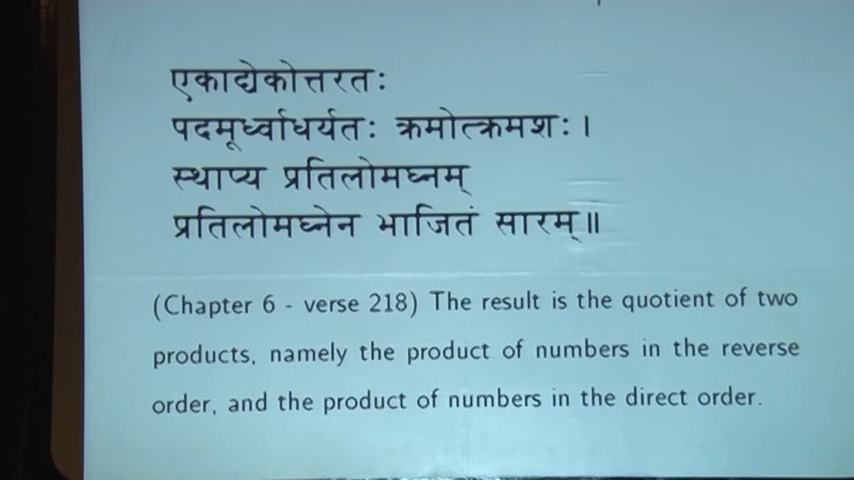 एकाद्येकोत्तरतः
पदमूर्ध्वाधर्यतः क्रमोत्क्रमशः ।
स्थाप्य प्रतिलोमघ्नम्
प्रतिलोमघ्नेन भाजितं सारम् ॥
(Chapter 6 - verse 218) The result is the quotient of two
products, namely the product of numbers in the reverse
order, and the product of numbers in the direct order.